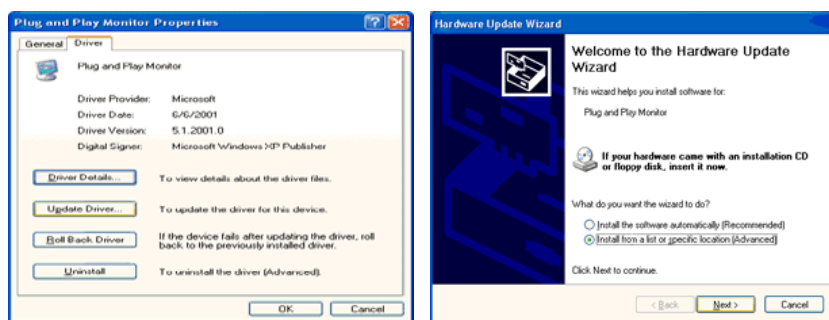 Plug and Play Monitor Properties
General
Driver
Plug and Play Monitor
Driver Provider: Microsoft
Driver Date: 6/6/2001
Driver Version: 5.1.2001.0
Digital Signer: Microsoft Windows XP Publisher
Driver Details... To view details about the driver files.
Update Driver... To update the driver for this device.
Roll Back Driver If the device fails after updating the driver, roll
back to the previously installed driver.
Uninstall To uninstall the driver (Advanced).
OK Cancel
Hardware Update Wizard
Welcome to the Hardware Update
Wizard
This wizard helps you install software for:
Plug and Play Monitor
If your hardware came with an installation CD
or floppy disk, insert it now.
What do you want the wizard to do?
Install the software automatically (Recommended)
Install from a list or specific location (Advanced)
Click Next to continue.
< Back Next > Cancel